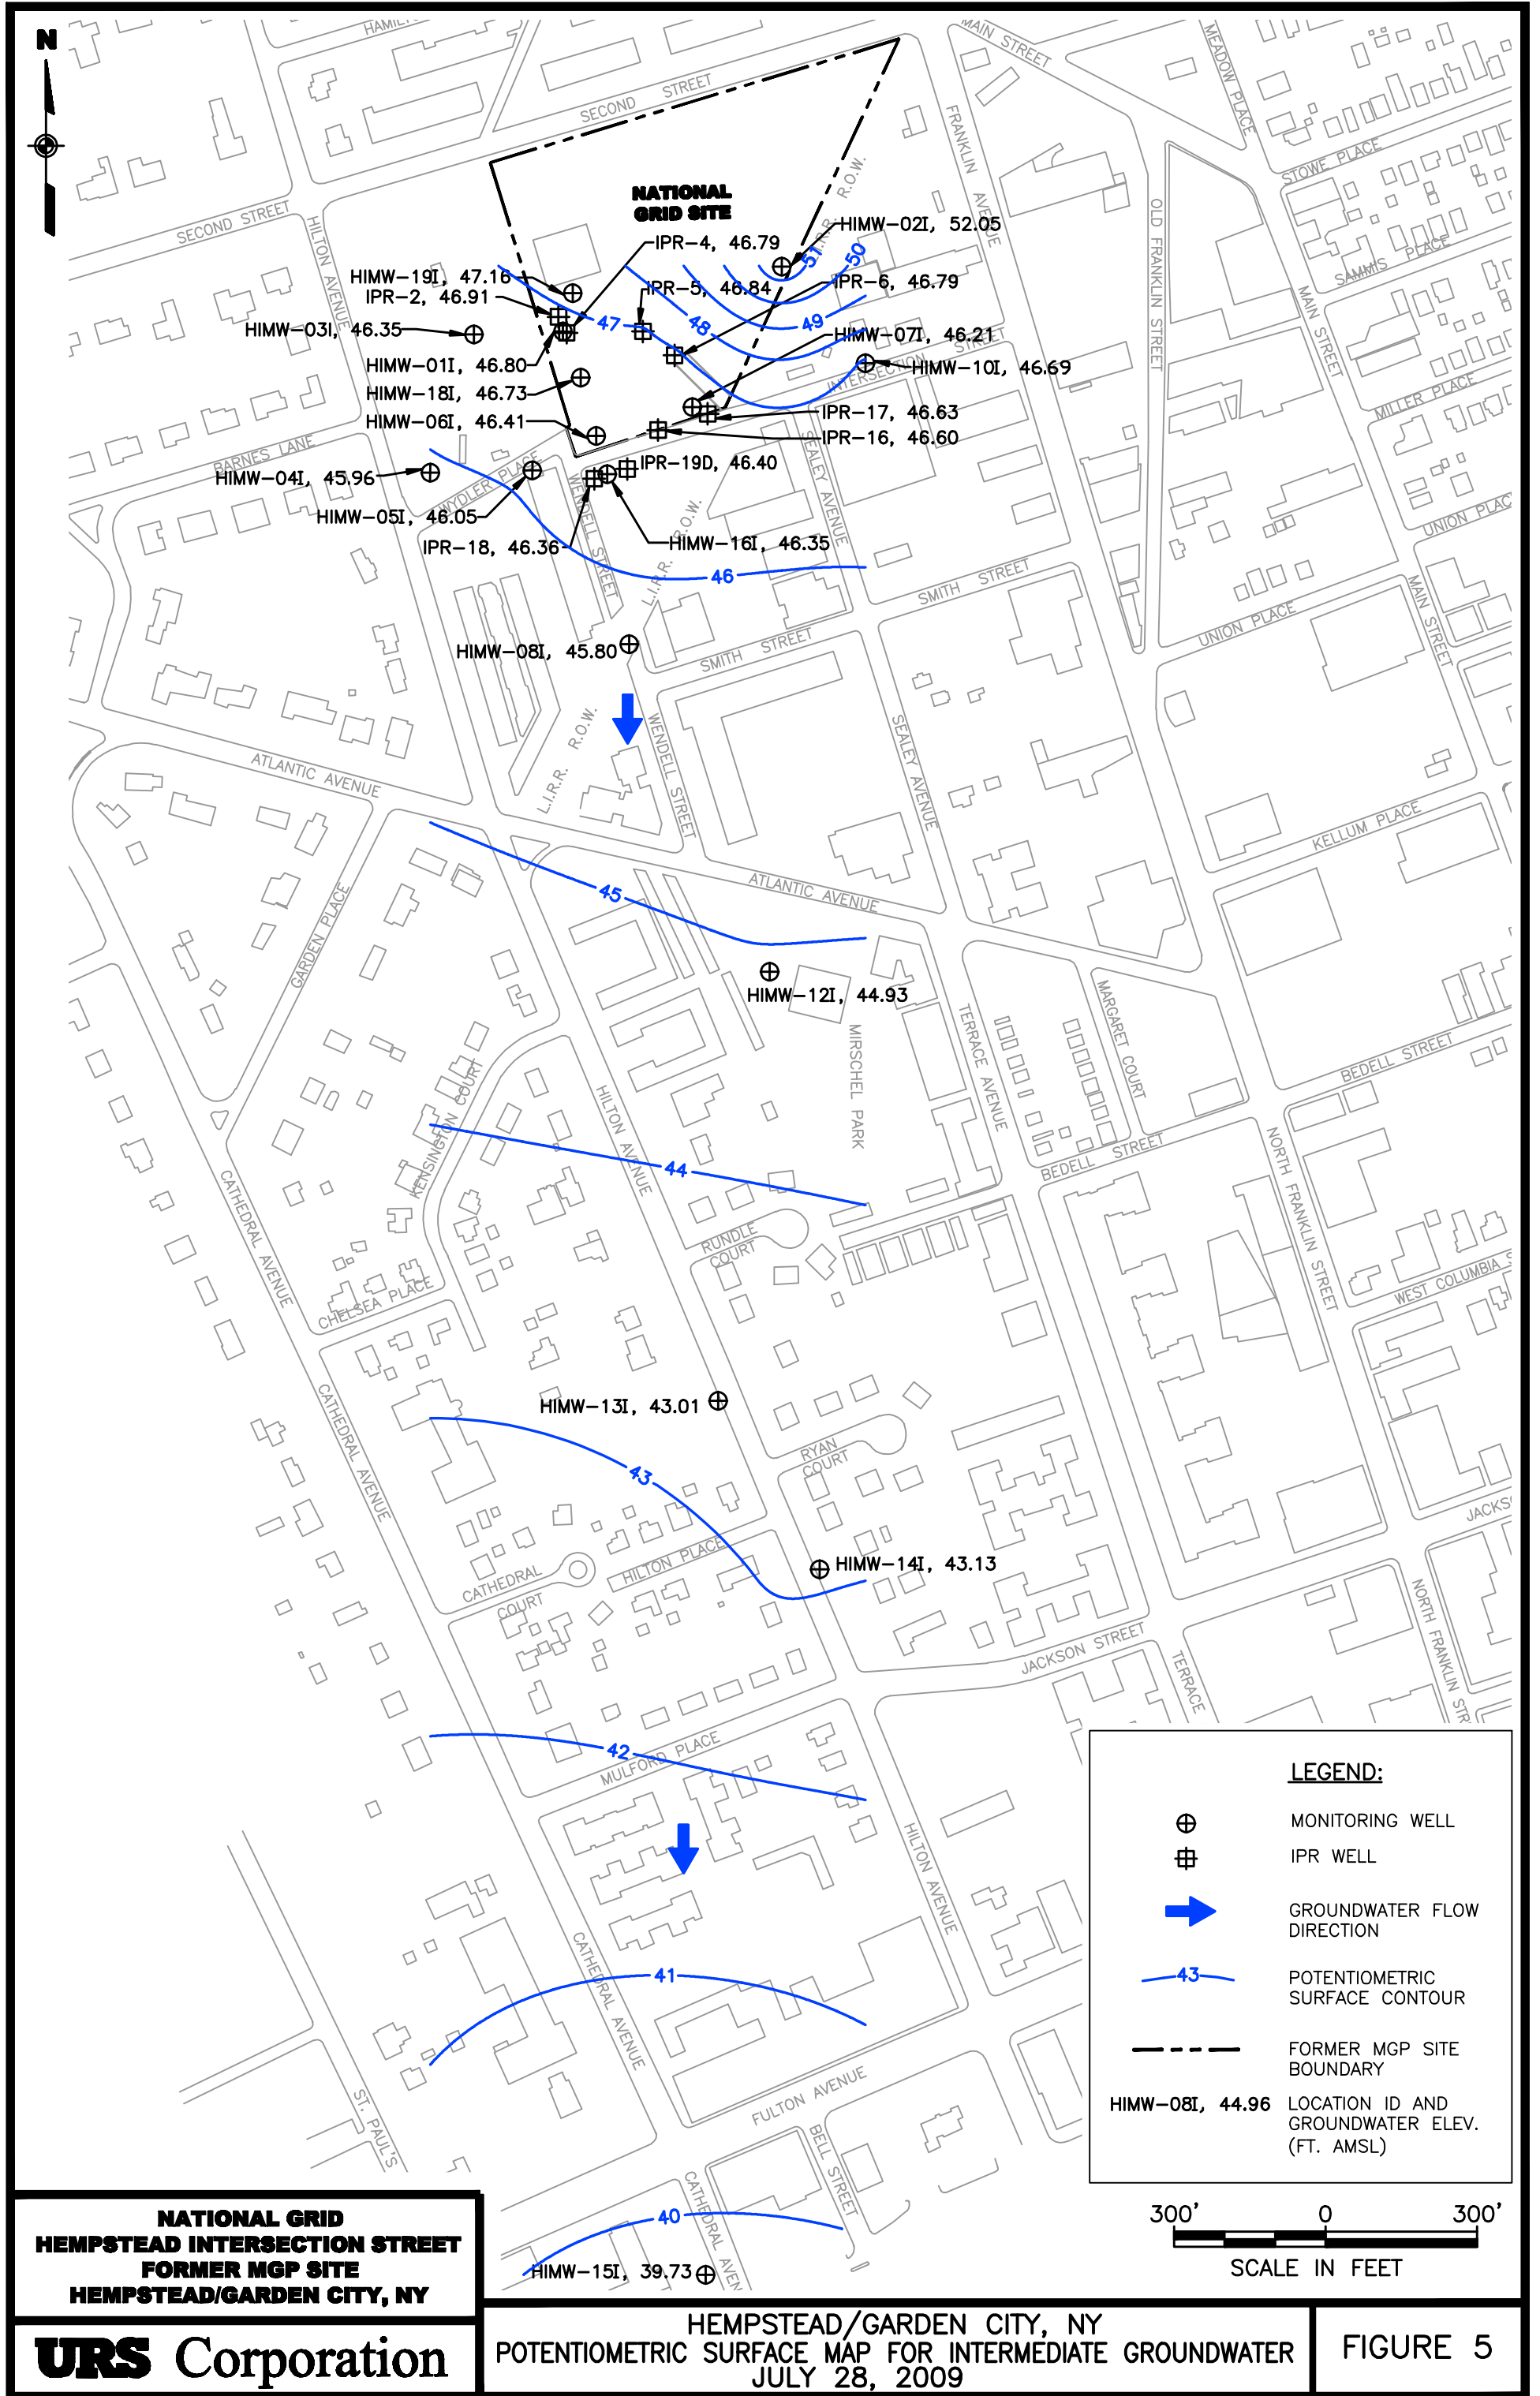 N
HAMIL
MAIN STREET
MEADOW PLACE
SECOND STREET
FRANKLIN AVENUE
STOWE PLACE
SECOND STREET
HILTON AVENUE
NATIONAL
GRID SITE
R.O.W.
OLD FRANKLIN STREET
SAMMIS PLACE
HIMW-02I, 52.05
IPR-4, 46.79
51
50
HIMW-19I, 47.16
IPR-2, 46.91
IPR-5, 46.84
IPR-6, 46.79
MAIN STREET
HIMW-03I, 46.35
47
48
49
HIMW-07I, 46.21
HIMW-01I, 46.80
HIMW-10I, 46.69
INTERSECTION STREET
HIMW-18I, 46.73
MILLER PLACE
HIMW-06I, 46.41
IPR-17, 46.63
IPR-16, 46.60
BARNES LANE
HIMW-04I, 45.96
WYDLER PLACE
IPR-19D, 46.40
SEALEY AVENUE
HIMW-05I, 46.05
WENDELL STREET
UNION PLAC
IPR-18, 46.36
HIMW-16I, 46.35
L.I.R.R. R.O.W.
46
SMITH STREET
MAIN STREET
UNION PLACE
HIMW-08I, 45.80
SMITH STREET
WENDELL STREET
SEALEY AVENUE
L.I.R.R. R.O.W.
ATLANTIC AVENUE
KELLUM PLACE
45
ATLANTIC AVENUE
GARDEN PLACE
HIMW-12I, 44.93
MARGARET COURT
TERRACE AVENUE
MIRSCHEL PARK
BEDELL STREET
KENSINGTON COURT
HILTON AVENUE
44
BEDELL STREET
NORTH FRANKLIN STREET
CATHEDRAL AVENUE
RUNDLE
COURT
WEST COLUMBIA S
CHELSEA PLACE
HIMW-13I, 43.01
CATHEDRAL AVENUE
43
RYAN
COURT
JACKS
HILTON PLACE
HIMW-14I, 43.13
CATHEDRAL
COURT
NORTH FRANKLIN STR
JACKSON STREET
TERRACE
42
MULFORD PLACE
HILTON AVENUE
CATHEDRAL AVENUE
41
FULTON AVENUE
ST. PAUL'S
BELL STREET
CATHEDRAL AVEN
40
HIMW-15I, 39.73
LEGEND:
MONITORING WELL
IPR WELL
GROUNDWATER FLOW
DIRECTION
43
POTENTIOMETRIC
SURFACE CONTOUR
FORMER MGP SITE
BOUNDARY
HIMW-08I, 44.96
LOCATION ID AND
GROUNDWATER ELEV.
(FT. AMSL)
300' 0 300'
SCALE IN FEET
NATIONAL GRID
HEMPSTEAD INTERSECTION STREET
FORMER MGP SITE
HEMPSTEAD/GARDEN CITY, NY
URS Corporation
HEMPSTEAD/GARDEN CITY, NY
POTENTIOMETRIC SURFACE MAP FOR INTERMEDIATE GROUNDWATER
JULY 28, 2009
FIGURE 5